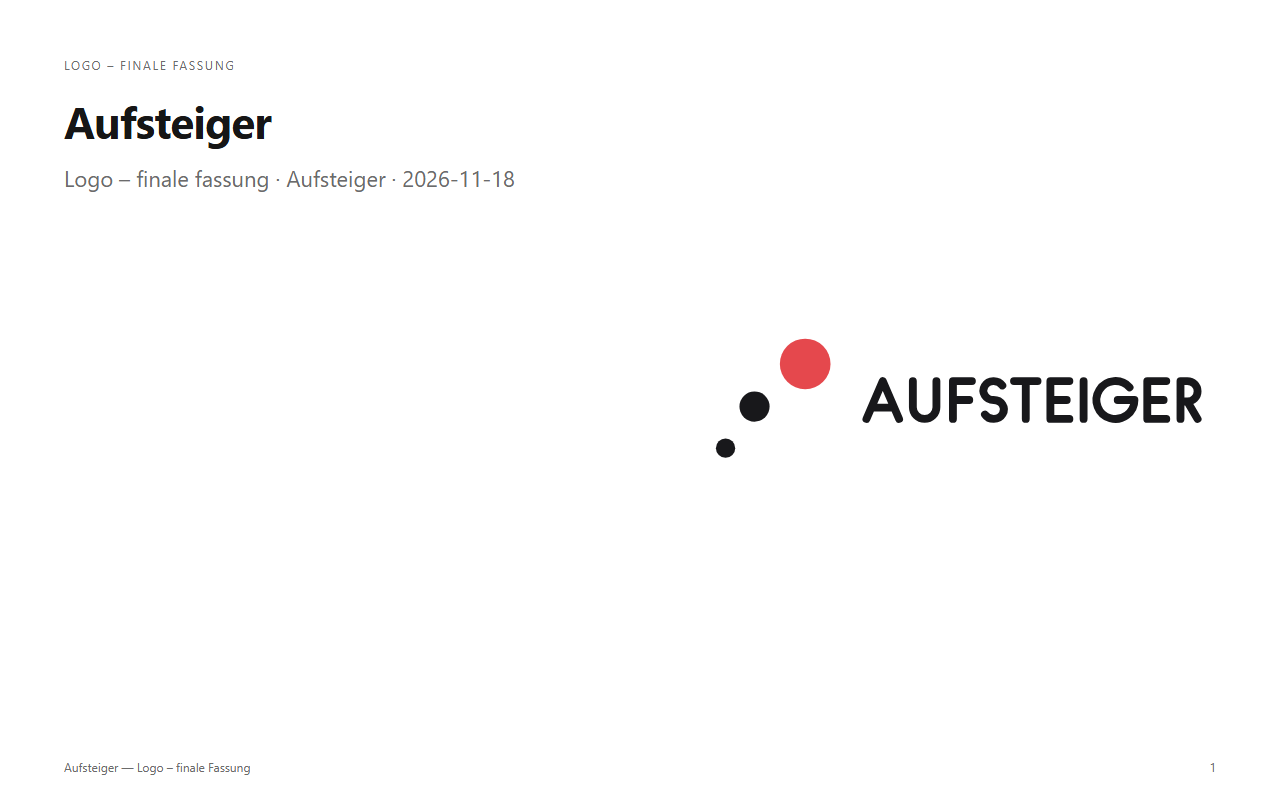 LOGO – FINALE FASSUNG
Aufsteiger
Logo – finale fassung · Aufsteiger · 2026-11-18
AUFSTEIGER
Aufsteiger — Logo – finale Fassung
1